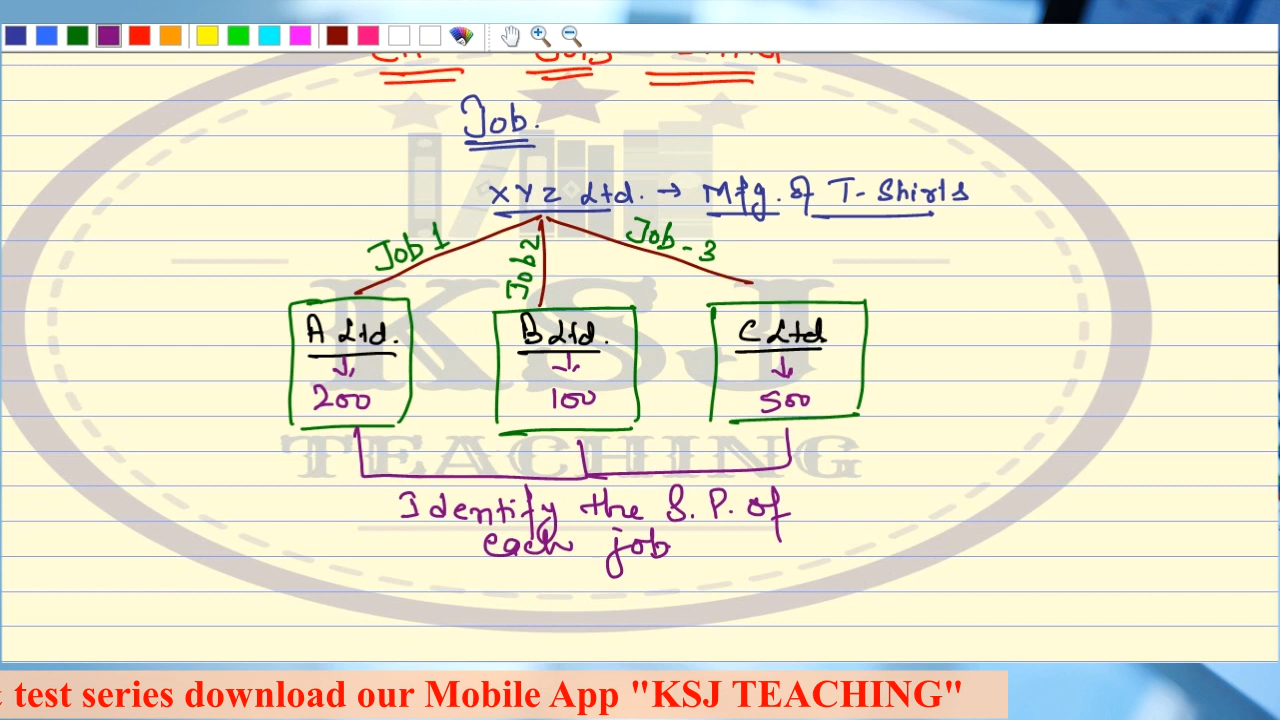 Job.
XYZ Ltd. → Mfg. of T-Shirts
Job 1
Job 2
Job-3
A Ltd.
B Ltd.
C Ltd
200
100
500
Identify the S.P. of
each job
KSJ
TEACHING
test series download our Mobile App "KSJ TEACHING"